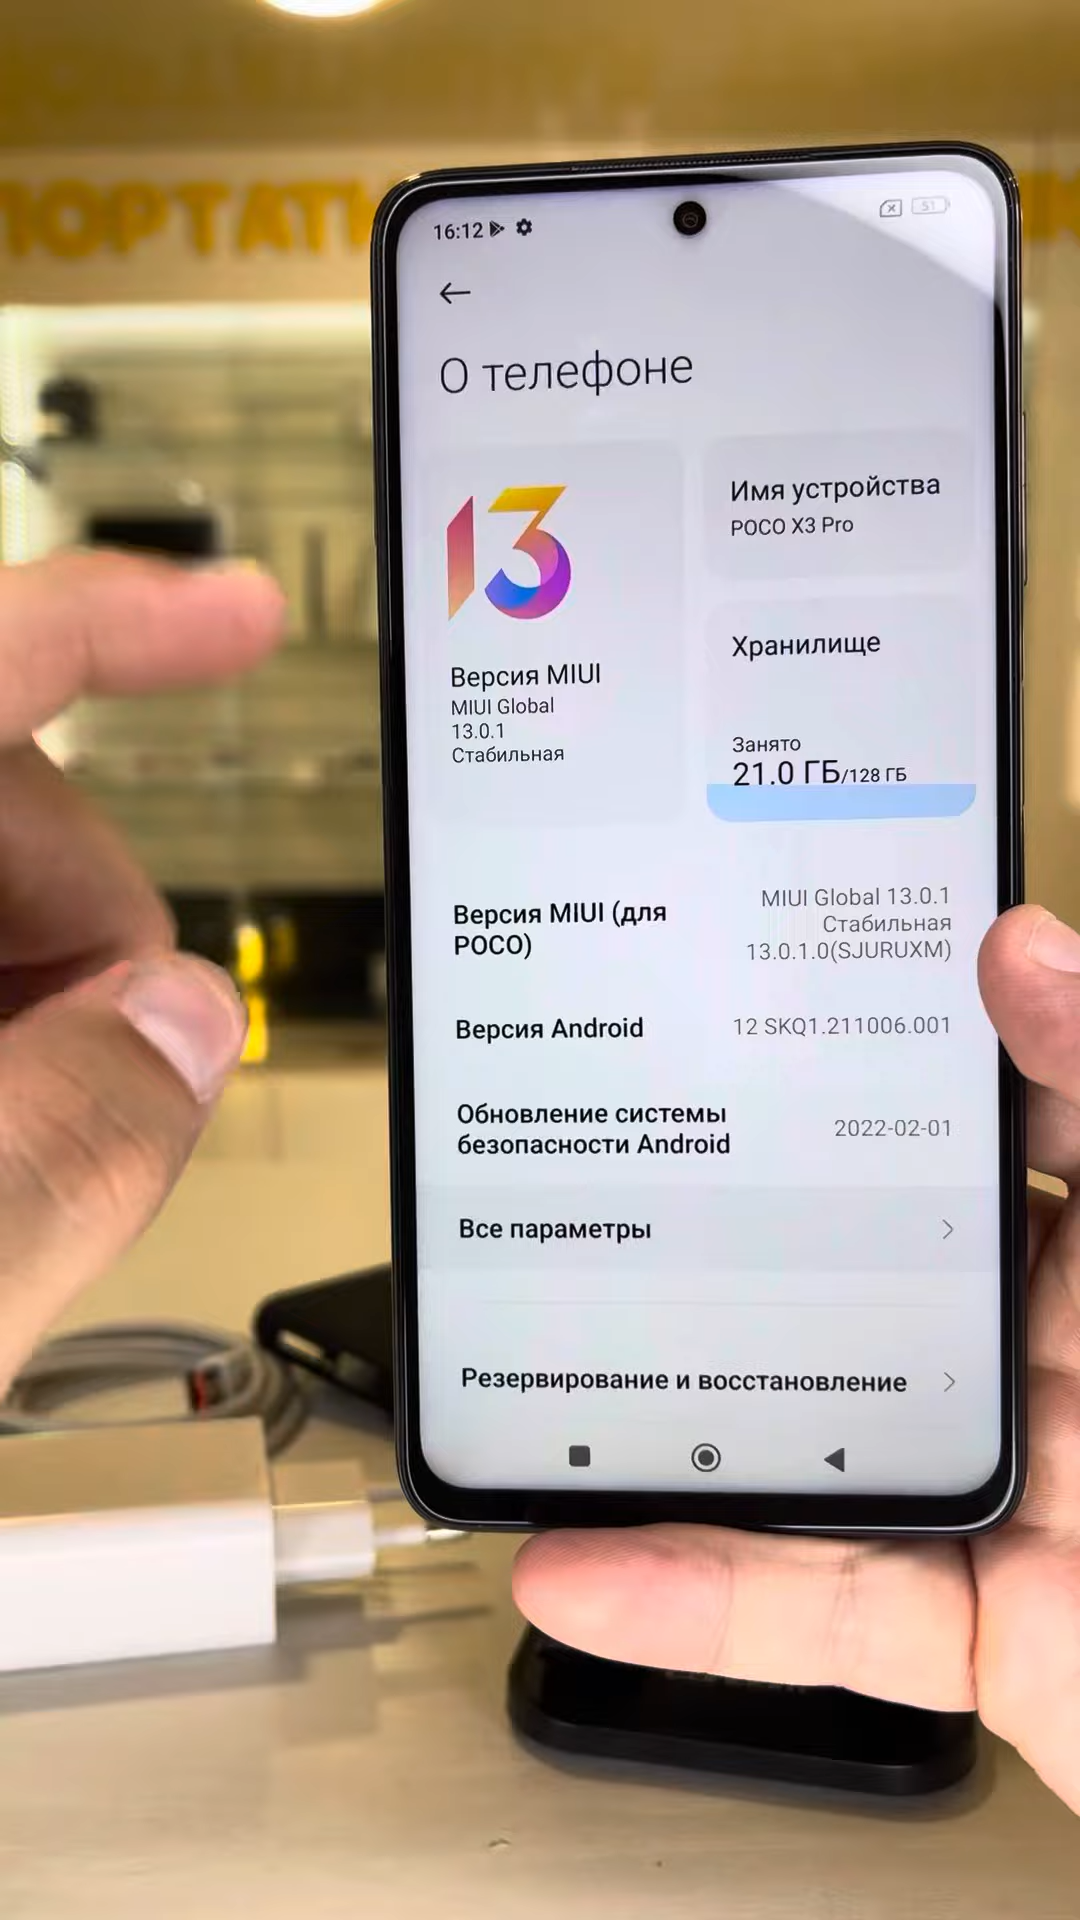 ПОРТАТИ
16:12
51
О телефоне
13
Имя устройства
POCO X3 Pro
Версия MIUI
MIUI Global
13.0.1
Стабильная
Хранилище
Занято
21.0 ГБ/128 ГБ
Версия MIUI (для
POCO)
MIUI Global 13.0.1
Стабильная
13.0.1.0(SJURUXM)
Версия Android
12 SKQ1.211006.001
Обновление системы
безопасности Android
2022-02-01
Все параметры
Резервирование и восстановление